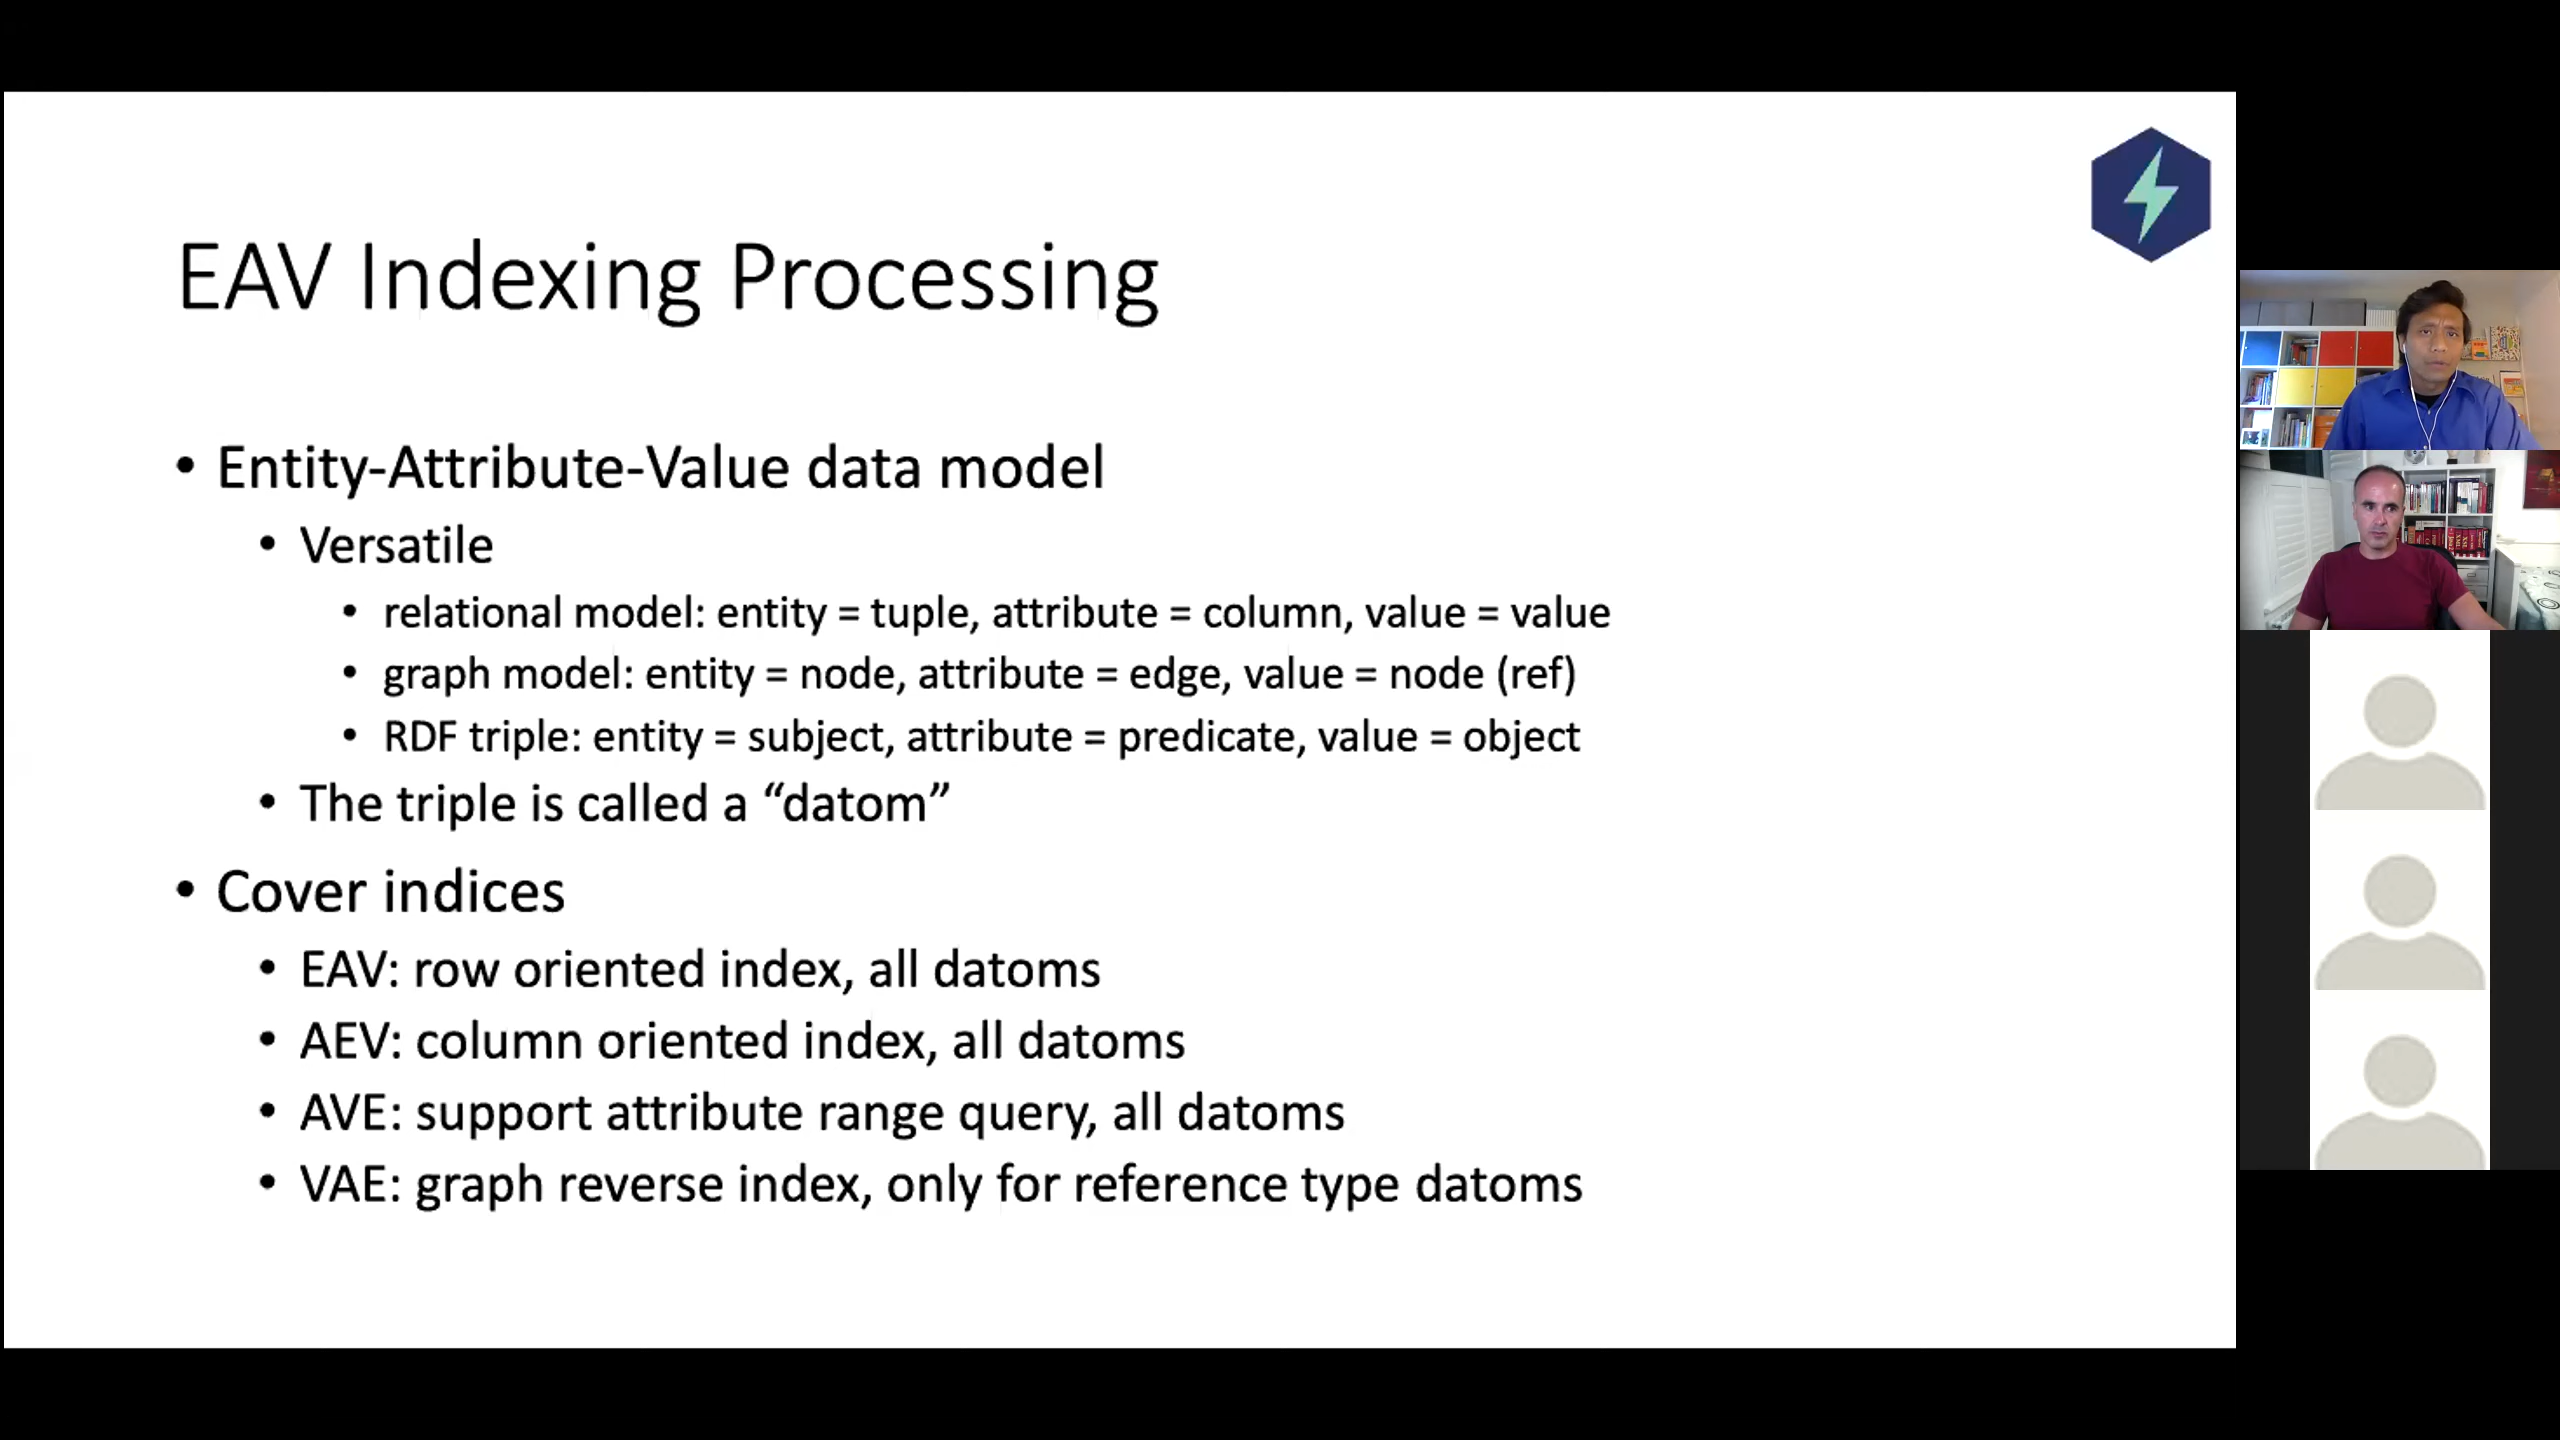 EAV Indexing Processing
• Entity-Attribute-Value data model
• Versatile
• relational model: entity = tuple, attribute = column, value = value
• graph model: entity = node, attribute = edge, value = node (ref)
• RDF triple: entity = subject, attribute = predicate, value = object
• The triple is called a “datom”
• Cover indices
• EAV: row oriented index, all datoms
• AEV: column oriented index, all datoms
• AVE: support attribute range query, all datoms
• VAE: graph reverse index, only for reference type datoms